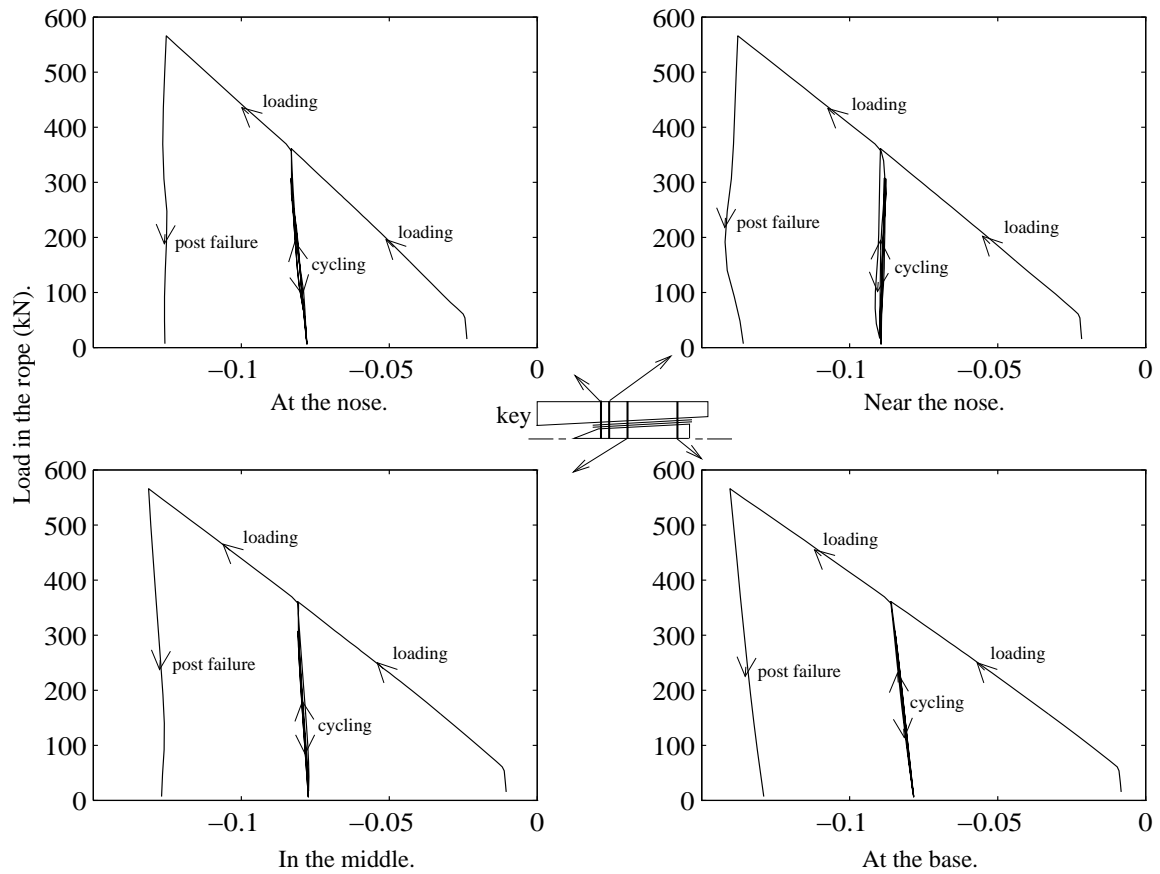 Load in the rope (kN).
600
500
400
300
200
100
0
−0.1
−0.05
0
loading
loading
post failure
cycling
At the nose.
600
500
400
300
200
100
0
−0.1
−0.05
0
loading
loading
post failure
cycling
Near the nose.
key
600
500
400
300
200
100
0
−0.1
−0.05
0
loading
loading
post failure
cycling
In the middle.
600
500
400
300
200
100
0
−0.1
−0.05
0
loading
loading
post failure
cycling
At the base.